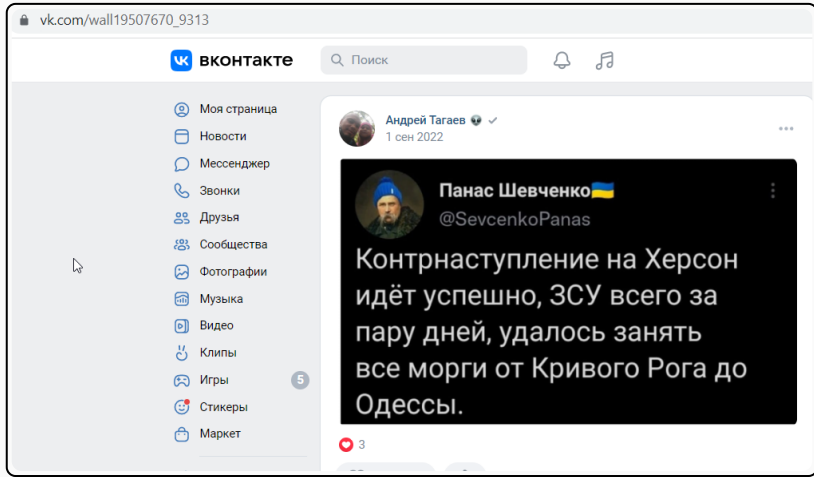 vk.com/wall19507670_9313
вконтакте
Поиск
Моя страница
Новости
Мессенджер
Звонки
Друзья
Сообщества
Фотографии
Музыка
Видео
Клипы
Игры 5
Стикеры
Маркет
Андрей Тагаев
1 сен 2022
Панас Шевченко
@SevcenkoPanas
Контрнаступление на Херсон
идёт успешно, ЗСУ всего за
пару дней, удалось занять
все морги от Кривого Рога до
Одессы.
3